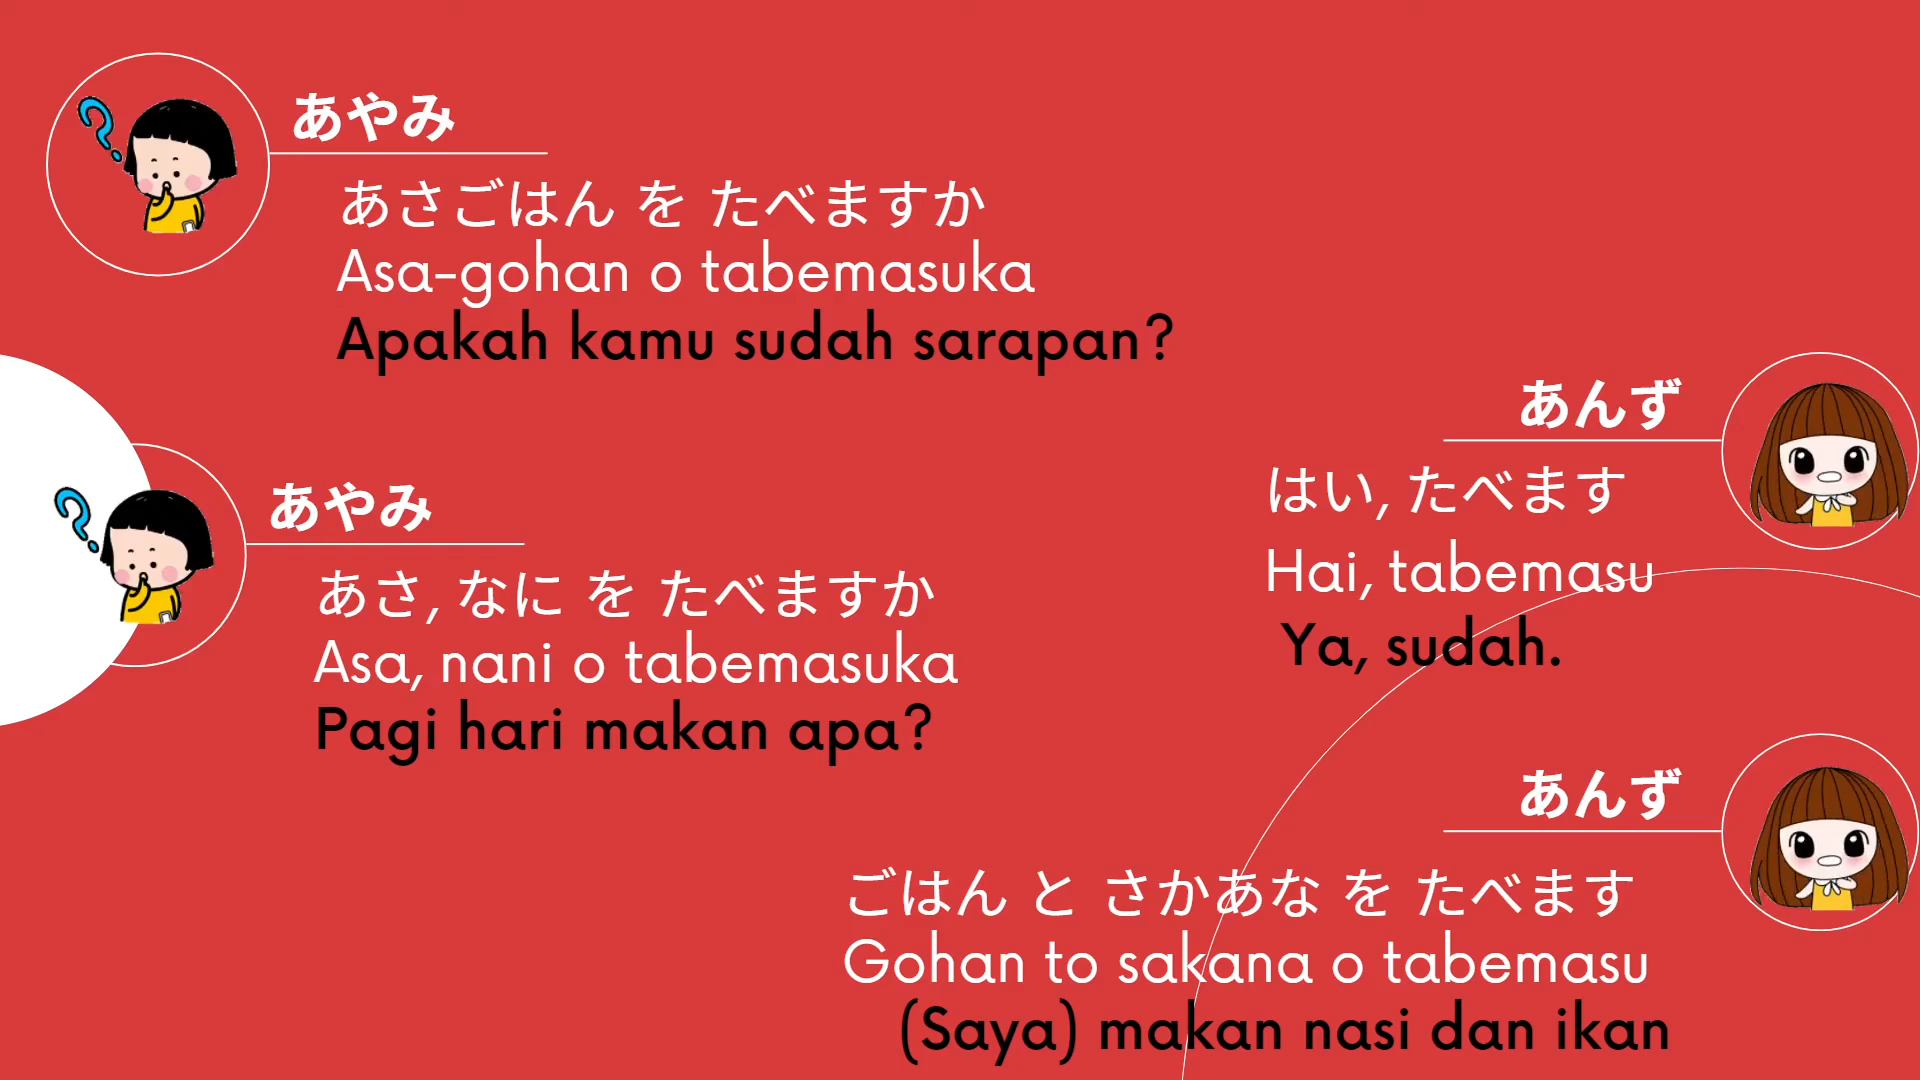 あやみ
あさごはん を たべますか
Asa-gohan o tabemasuka
Apakah kamu sudah sarapan?
あんず
はい, たべます
Hai, tabemasu
Ya, sudah.
あやみ
あさ, なに を たべますか
Asa, nani o tabemasuka
Pagi hari makan apa?
あんず
ごはん と さかあな を たべます
Gohan to sakana o tabemasu
(Saya) makan nasi dan ikan